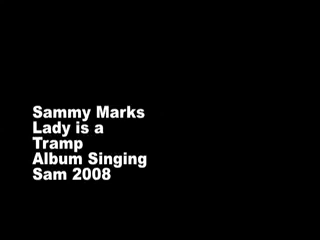 Sammy Marks
Lady is a
Tramp
Album Singing
Sam 2008